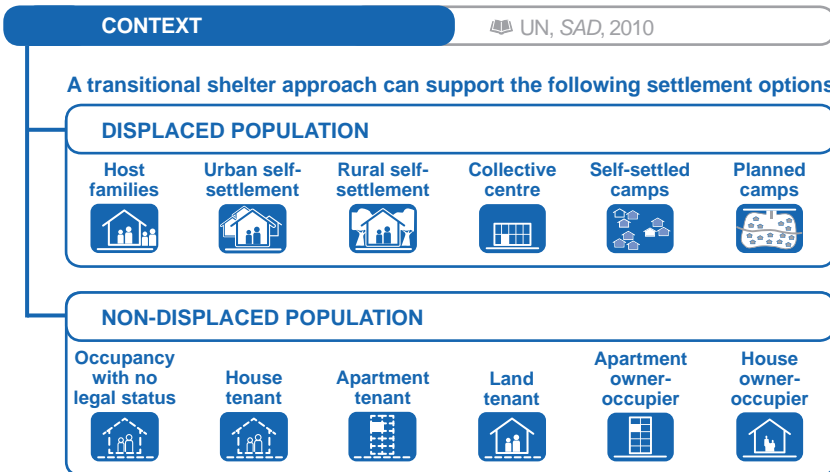 CONTEXT
UN, SAD, 2010
A transitional shelter approach can support the following settlement options
DISPLACED POPULATION
Host
families
Urban self-
settlement
Rural self-
settlement
Collective
centre
Self-settled
camps
Planned
camps
NON-DISPLACED POPULATION
Occupancy
with no
legal status
House
tenant
Apartment
tenant
Land
tenant
Apartment
owner-
occupier
House
owner-
occupier